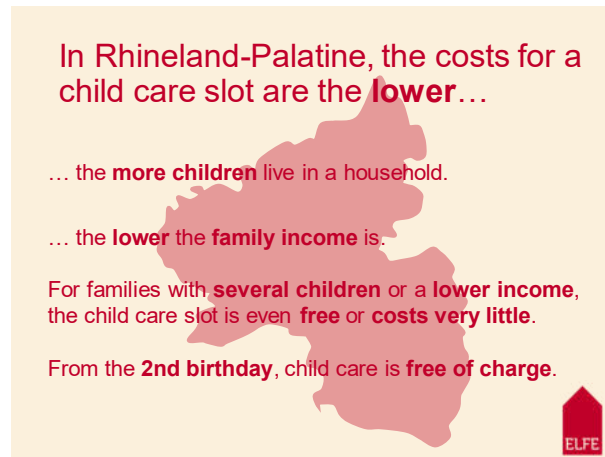 In Rhineland-Palatine, the costs for a
child care slot are the lower…
… the more children live in a household.
… the lower the family income is.
For families with several children or a lower income,
the child care slot is even free or costs very little.
From the 2nd birthday, child care is free of charge.
ELFE